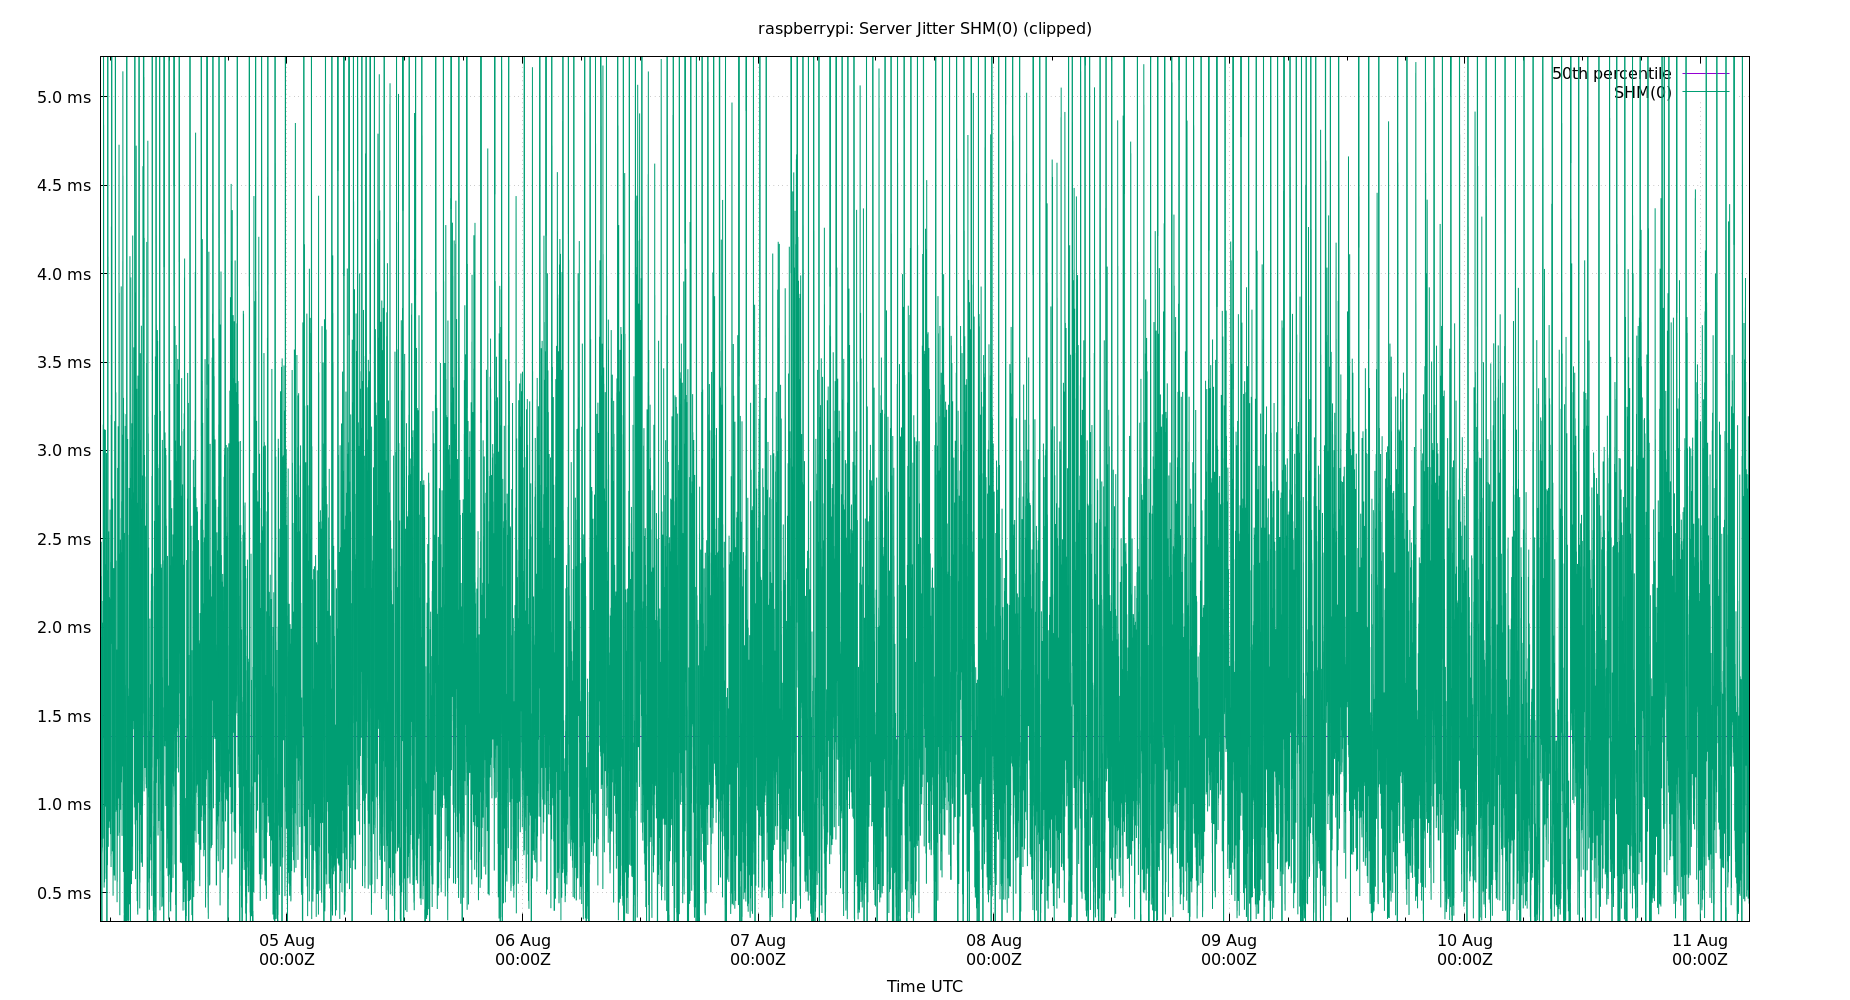 raspberrypi: Server Jitter SHM(0) (clipped)
50th percentile
SHM(0)
5.0 ms
4.5 ms
4.0 ms
3.5 ms
3.0 ms
2.5 ms
2.0 ms
1.5 ms
1.0 ms
0.5 ms
05 Aug 06 Aug 07 Aug 08 Aug 09 Aug 10 Aug 11 Aug
00:00Z 00:00Z 00:00Z 00:00Z 00:00Z 00:00Z 00:00Z
Time UTC